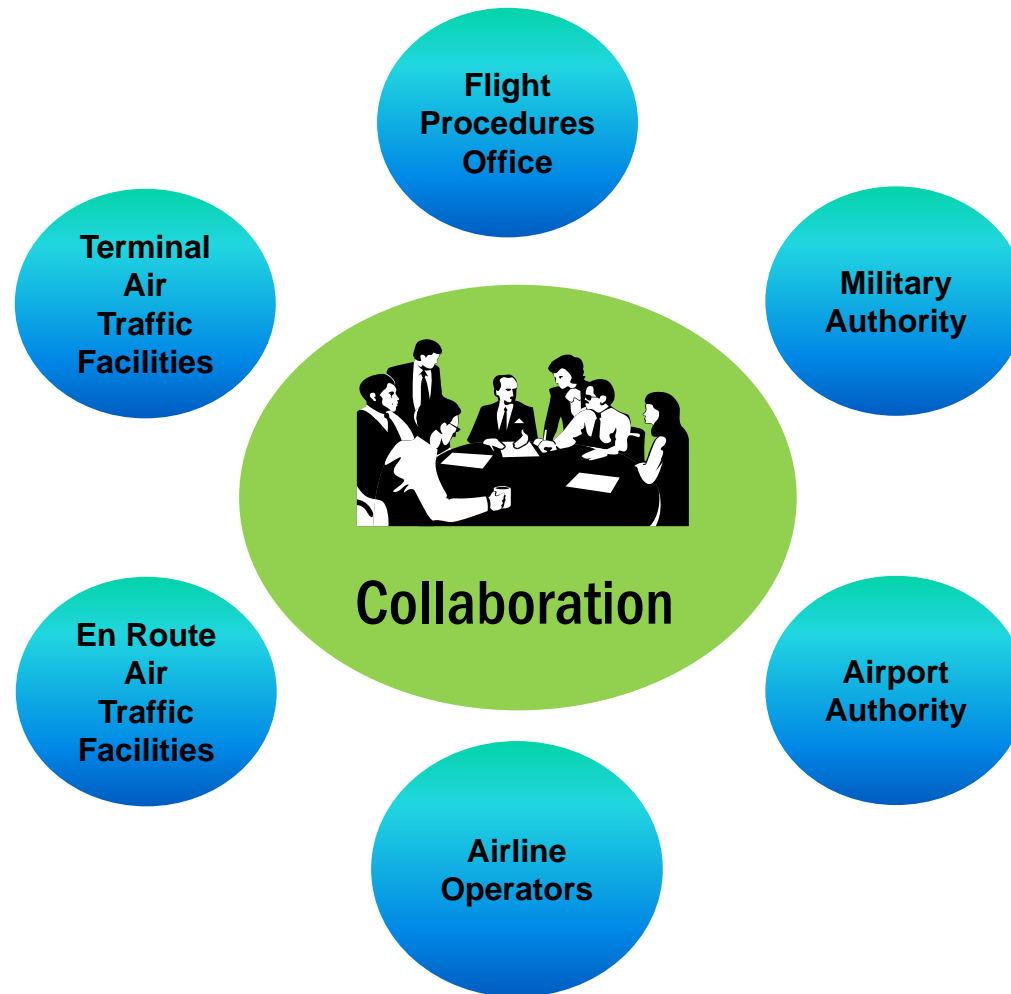 Flight
Procedures
Office
Terminal
Air
Traffic
Facilities
Military
Authority
Collaboration
En Route
Air
Traffic
Facilities
Airport
Authority
Airline
Operators